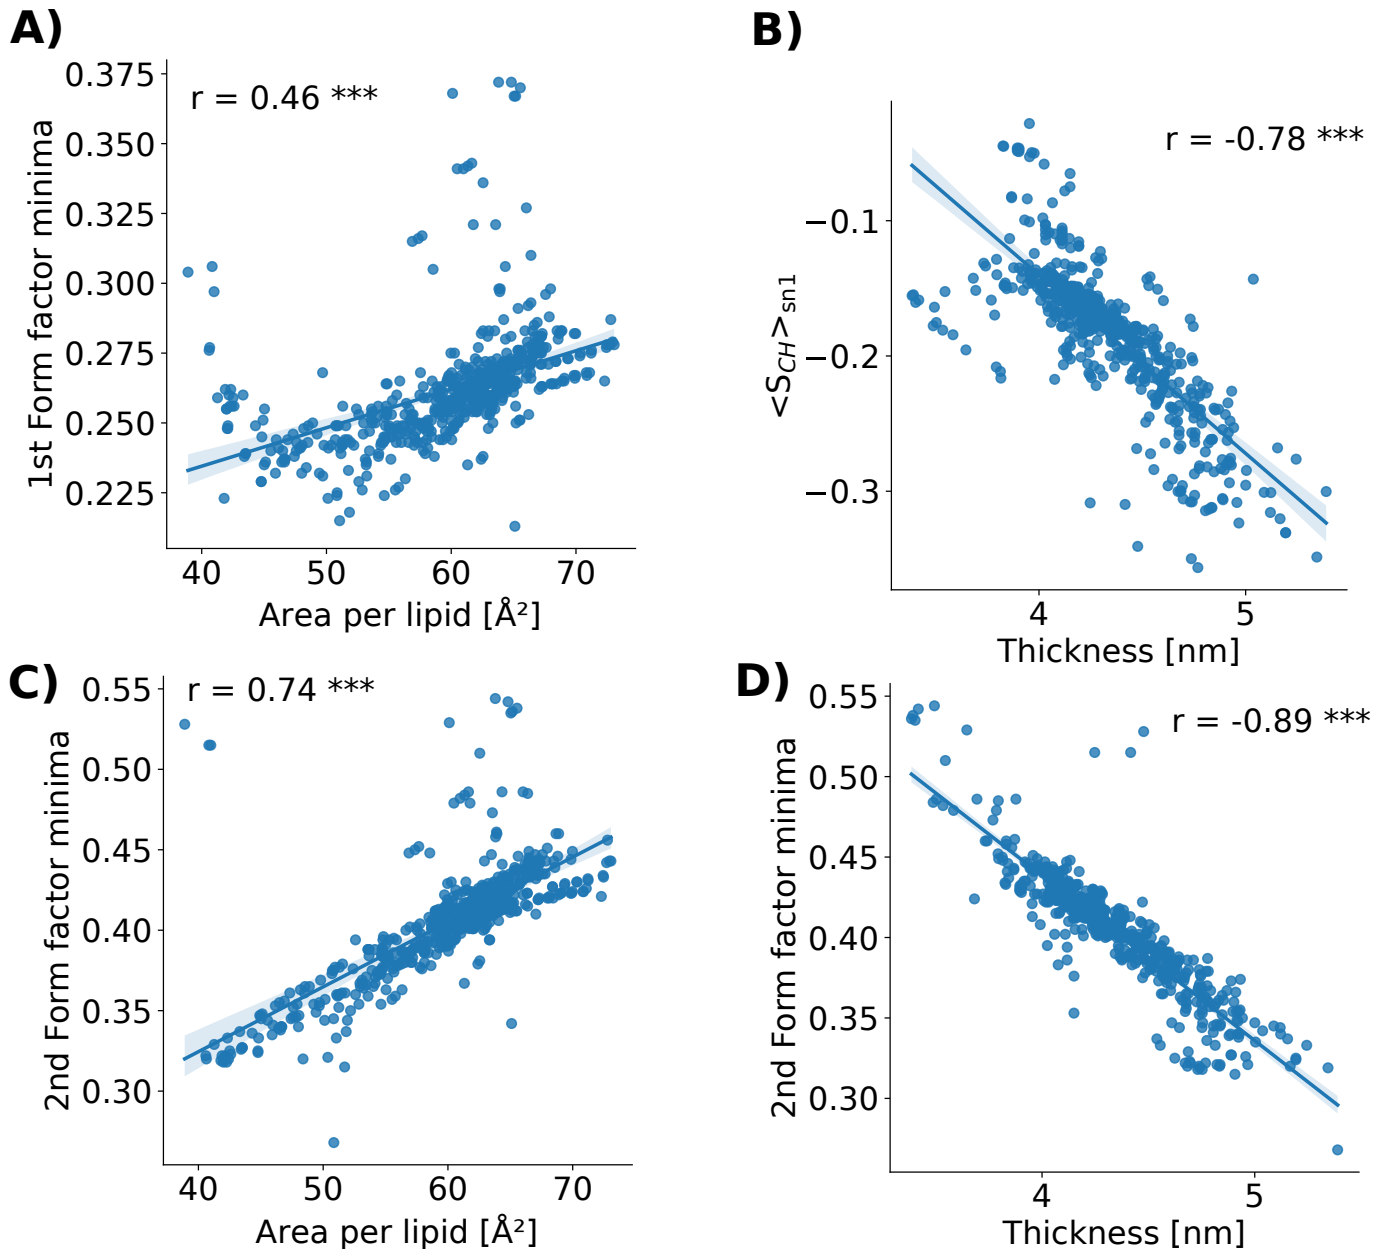 A)
r = 0.46 ***
1st Form factor minima
0.375
0.350
0.325
0.300
0.275
0.250
0.225
40 50 60 70
Area per lipid [Å²]
B)
r = -0.78 ***
<S_CH>_sn1
−0.1
−0.2
−0.3
4 5
Thickness [nm]
C)
r = 0.74 ***
2nd Form factor minima
0.55
0.50
0.45
0.40
0.35
0.30
40 50 60 70
Area per lipid [Å²]
D)
r = -0.89 ***
2nd Form factor minima
0.55
0.50
0.45
0.40
0.35
0.30
4 5
Thickness [nm]